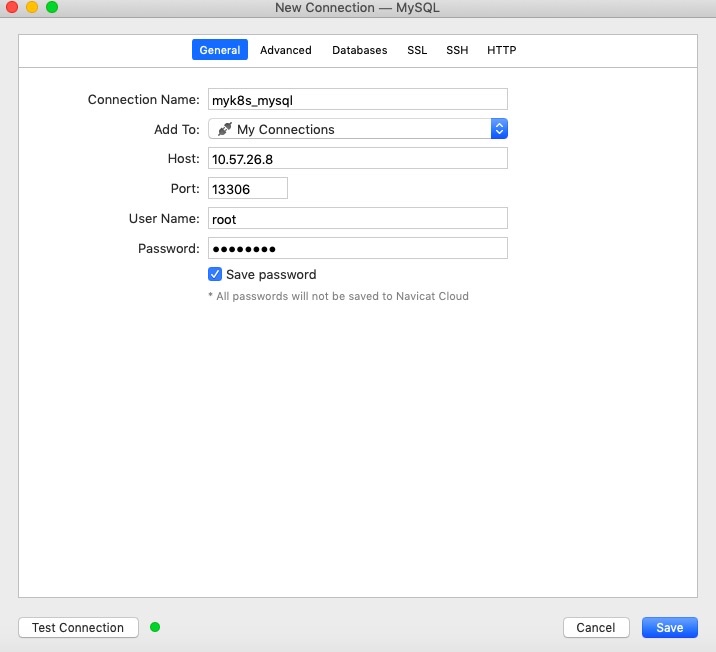 New Connection — MySQL
General Advanced Databases SSL SSH HTTP
Connection Name: myk8s_mysql
Add To: My Connections
Host: 10.57.26.8
Port: 13306
User Name: root
Password: ●●●●●●●●
Save password
* All passwords will not be saved to Navicat Cloud
Test Connection Cancel Save